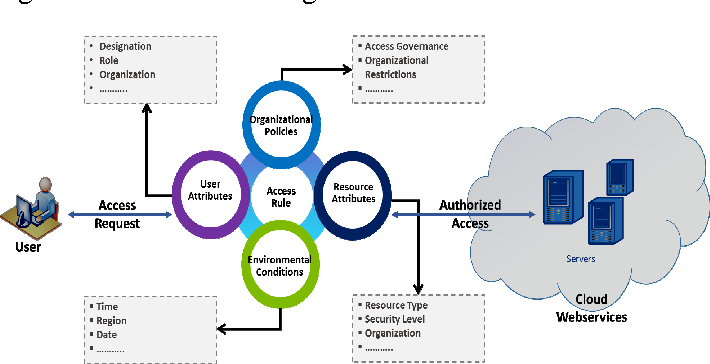 • Designation
• Role
• Organization
• ...........
▪ Access Governance
▪ Organizational
Restrictions
▪ ...........
Organizational
Policies
User
Attributes
Access
Rule
Resource
Attributes
Environmental
Conditions
Access
Request
User
Authorized
Access
Servers
Cloud
Webservices
▪ Time
▪ Region
▪ Date
▪ ...........
▪ Resource Type
▪ Security Level
▪ Organization
▪ ...........